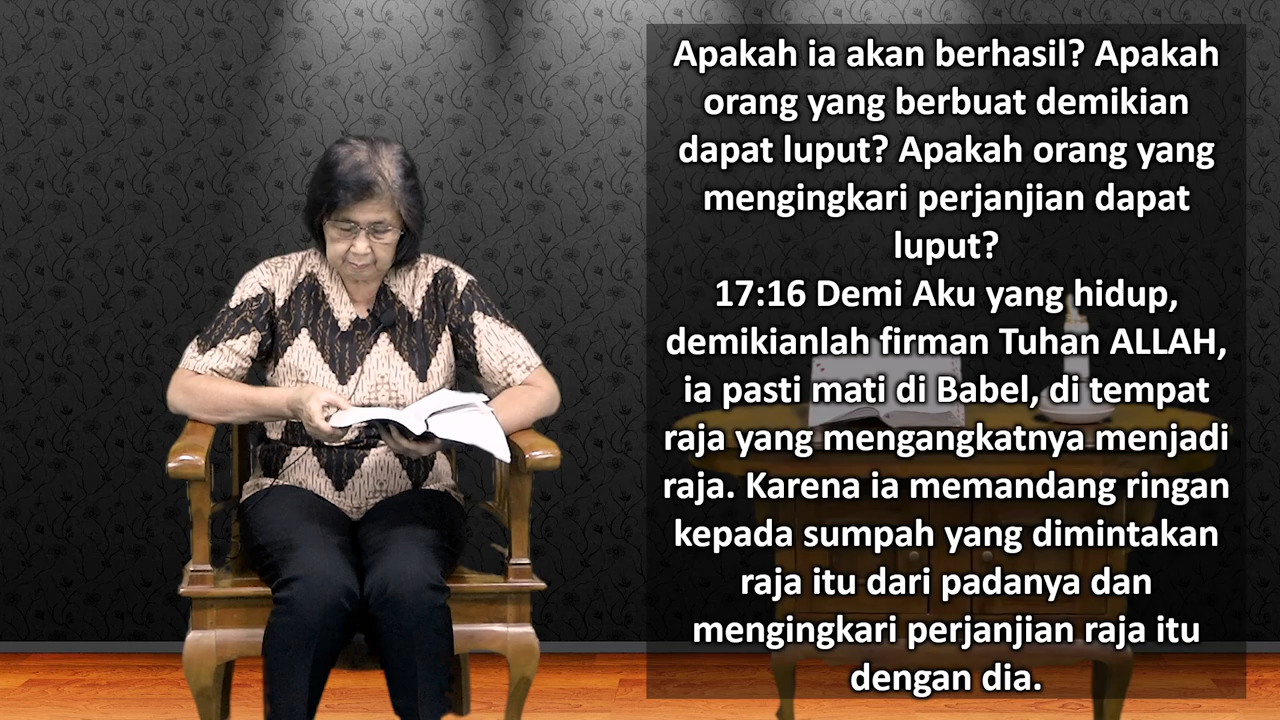 Apakah ia akan berhasil? Apakah
orang yang berbuat demikian
dapat luput? Apakah orang yang
mengingkari perjanjian dapat
luput?
17:16 Demi Aku yang hidup,
demikianlah firman Tuhan ALLAH,
ia pasti mati di Babel, di tempat
raja yang mengangkatnya menjadi
raja. Karena ia memandang ringan
kepada sumpah yang dimintakan
raja itu dari padanya dan
mengingkari perjanjian raja itu
dengan dia.